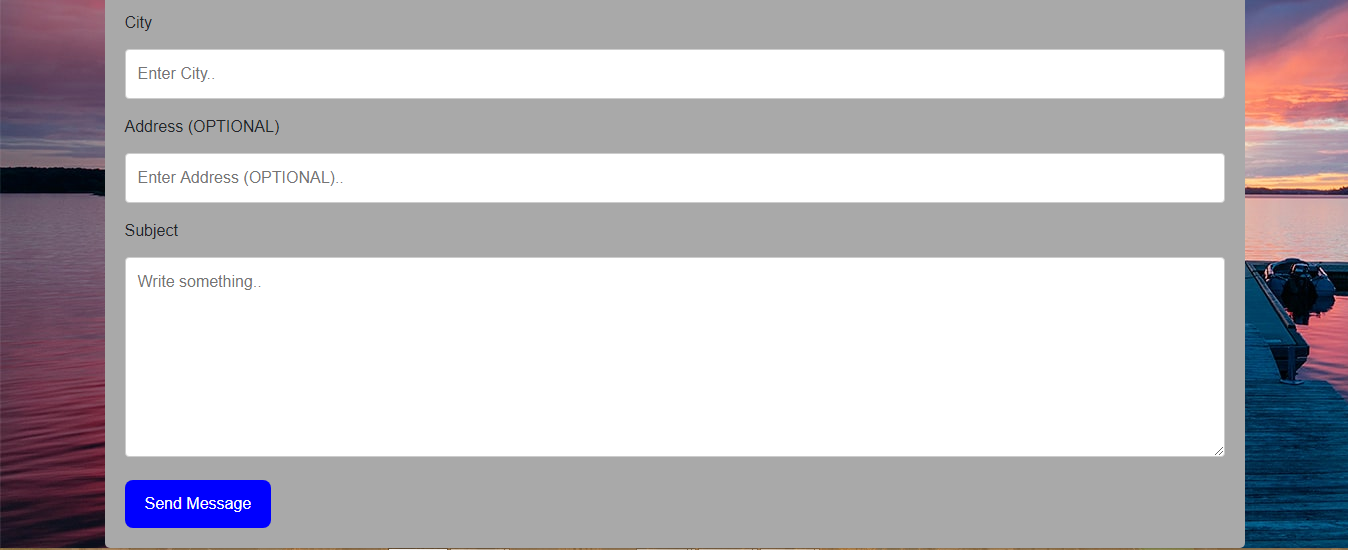 City
Enter City..
Address (OPTIONAL)
Enter Address (OPTIONAL)..
Subject
Write something..
Send Message